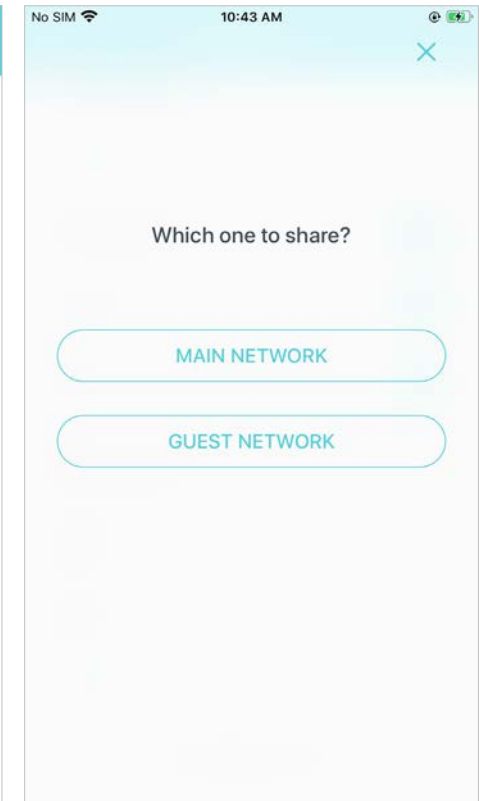 No SIM 10:43 AM
Which one to share?
MAIN NETWORK
GUEST NETWORK